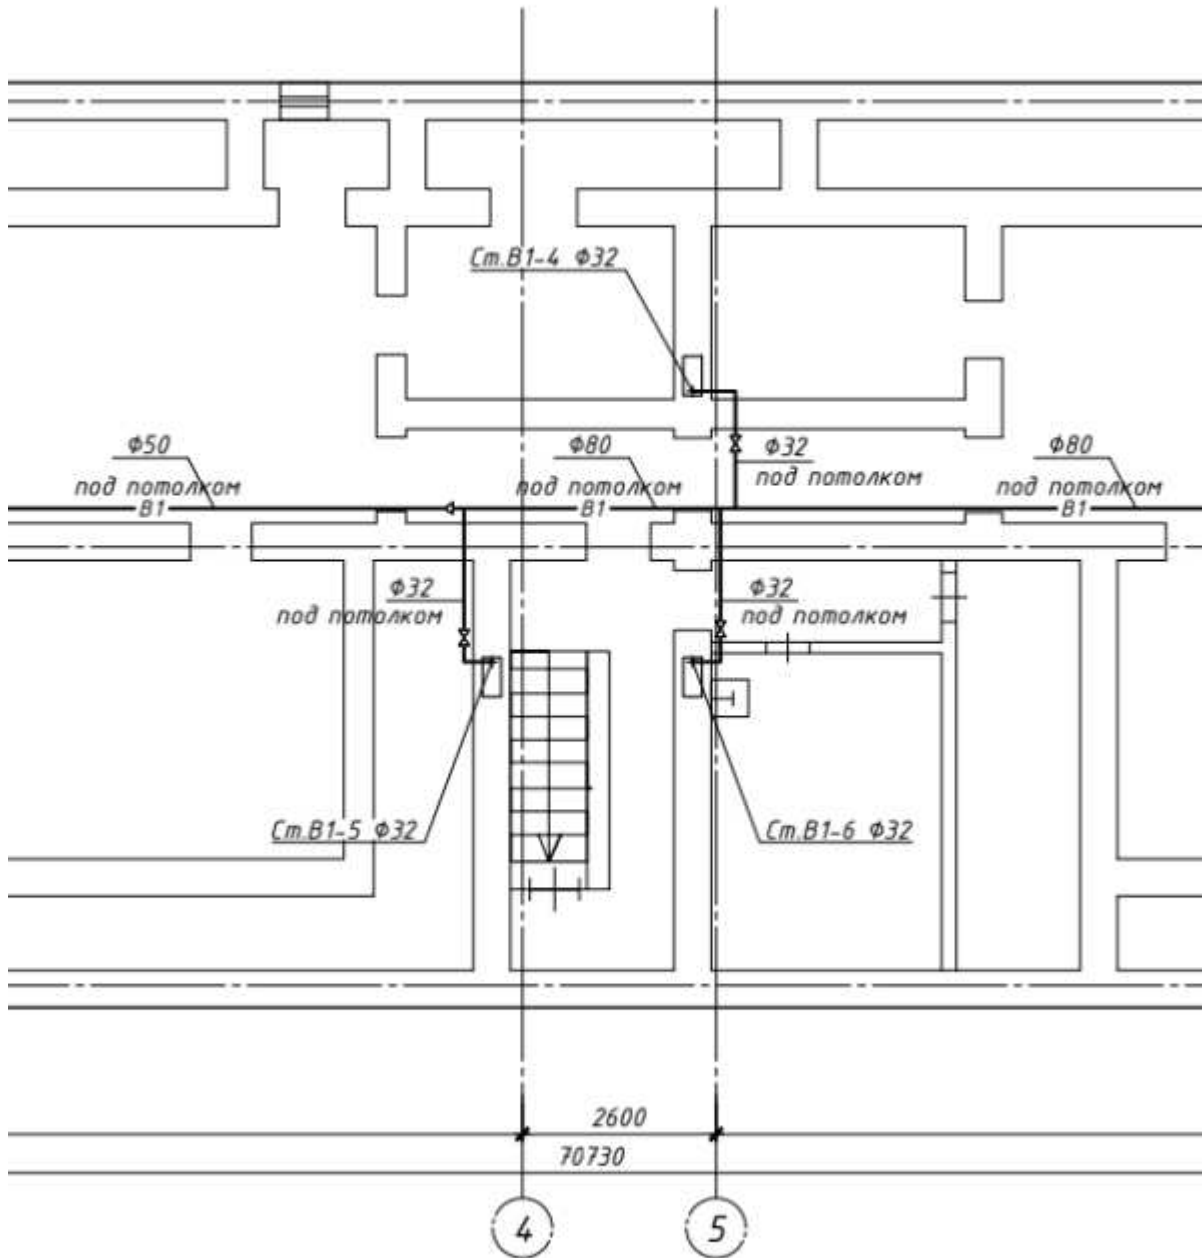 Ст.В1-4 Ф32
Ф50
под потолком
В1
Ф80
под потолком
В1
Ф32
под потолком
Ф80
под потолком
В1
Ф32
под потолком
Ф32
под потолком
Ст.В1-5 Ф32
Ст.В1-6 Ф32
2600
70730
4
5